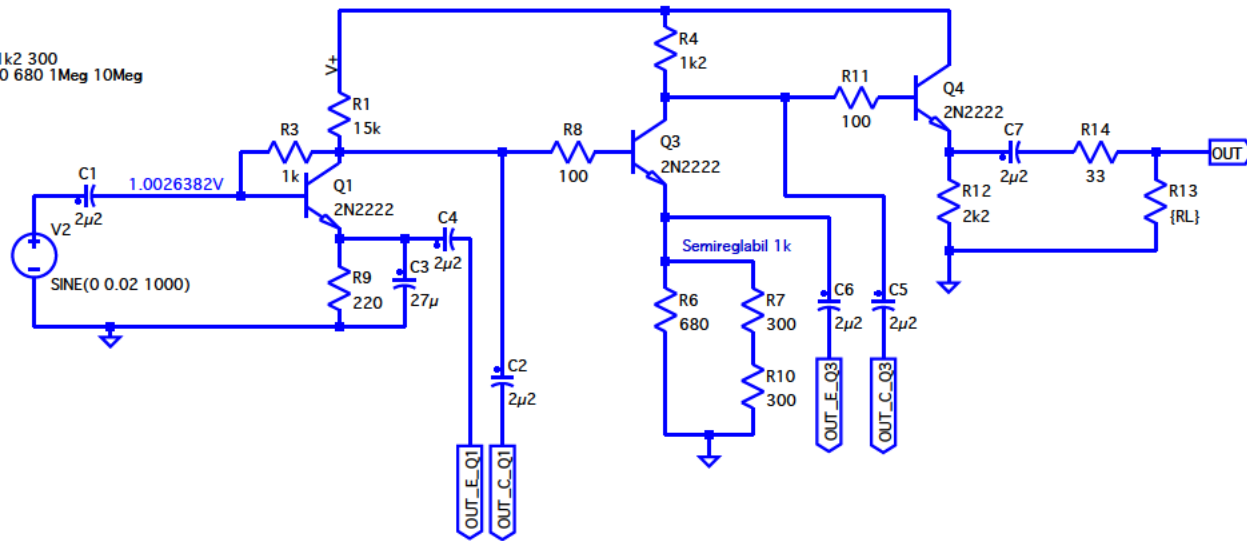 1k2 300
0 680 1Meg 10Meg
V+
R1
15k
R3
1k
C1
2µ2
1.0026382V
V2
SINE(0 0.02 1000)
Q1
2N2222
R9
220
C3
27µ
C4
2µ2
OUT_E_Q1
C2
2µ2
OUT_C_Q1
R8
100
R4
1k2
Q3
2N2222
Semireglabil 1k
R6
680
R7
300
R10
300
C6
2µ2
OUT_E_Q3
C5
2µ2
OUT_C_Q3
R11
100
Q4
2N2222
R12
2k2
C7
2µ2
R14
33
R13
{RL}
OUT